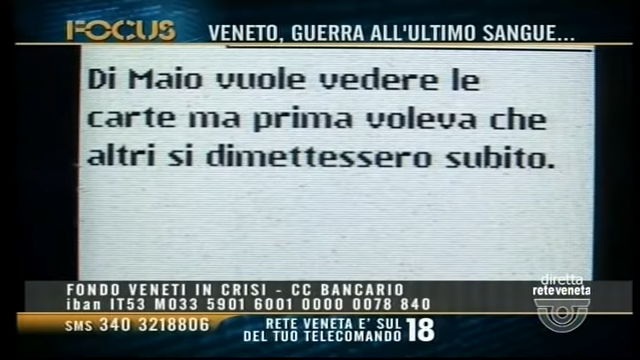 FOCUS
VENETO, GUERRA ALL'ULTIMO SANGUE...
Di Maio vuole vedere le
carte ma prima voleva che
altri si dimettessero subito.
FONDO VENETI IN CRISI - CC BANCARIO
iban IT53 M033 5901 6001 0000 0078 840
diretta
reteveneta
SMS 340 3218806
RETE VENETA E' SUL
DEL TUO TELECOMANDO 18